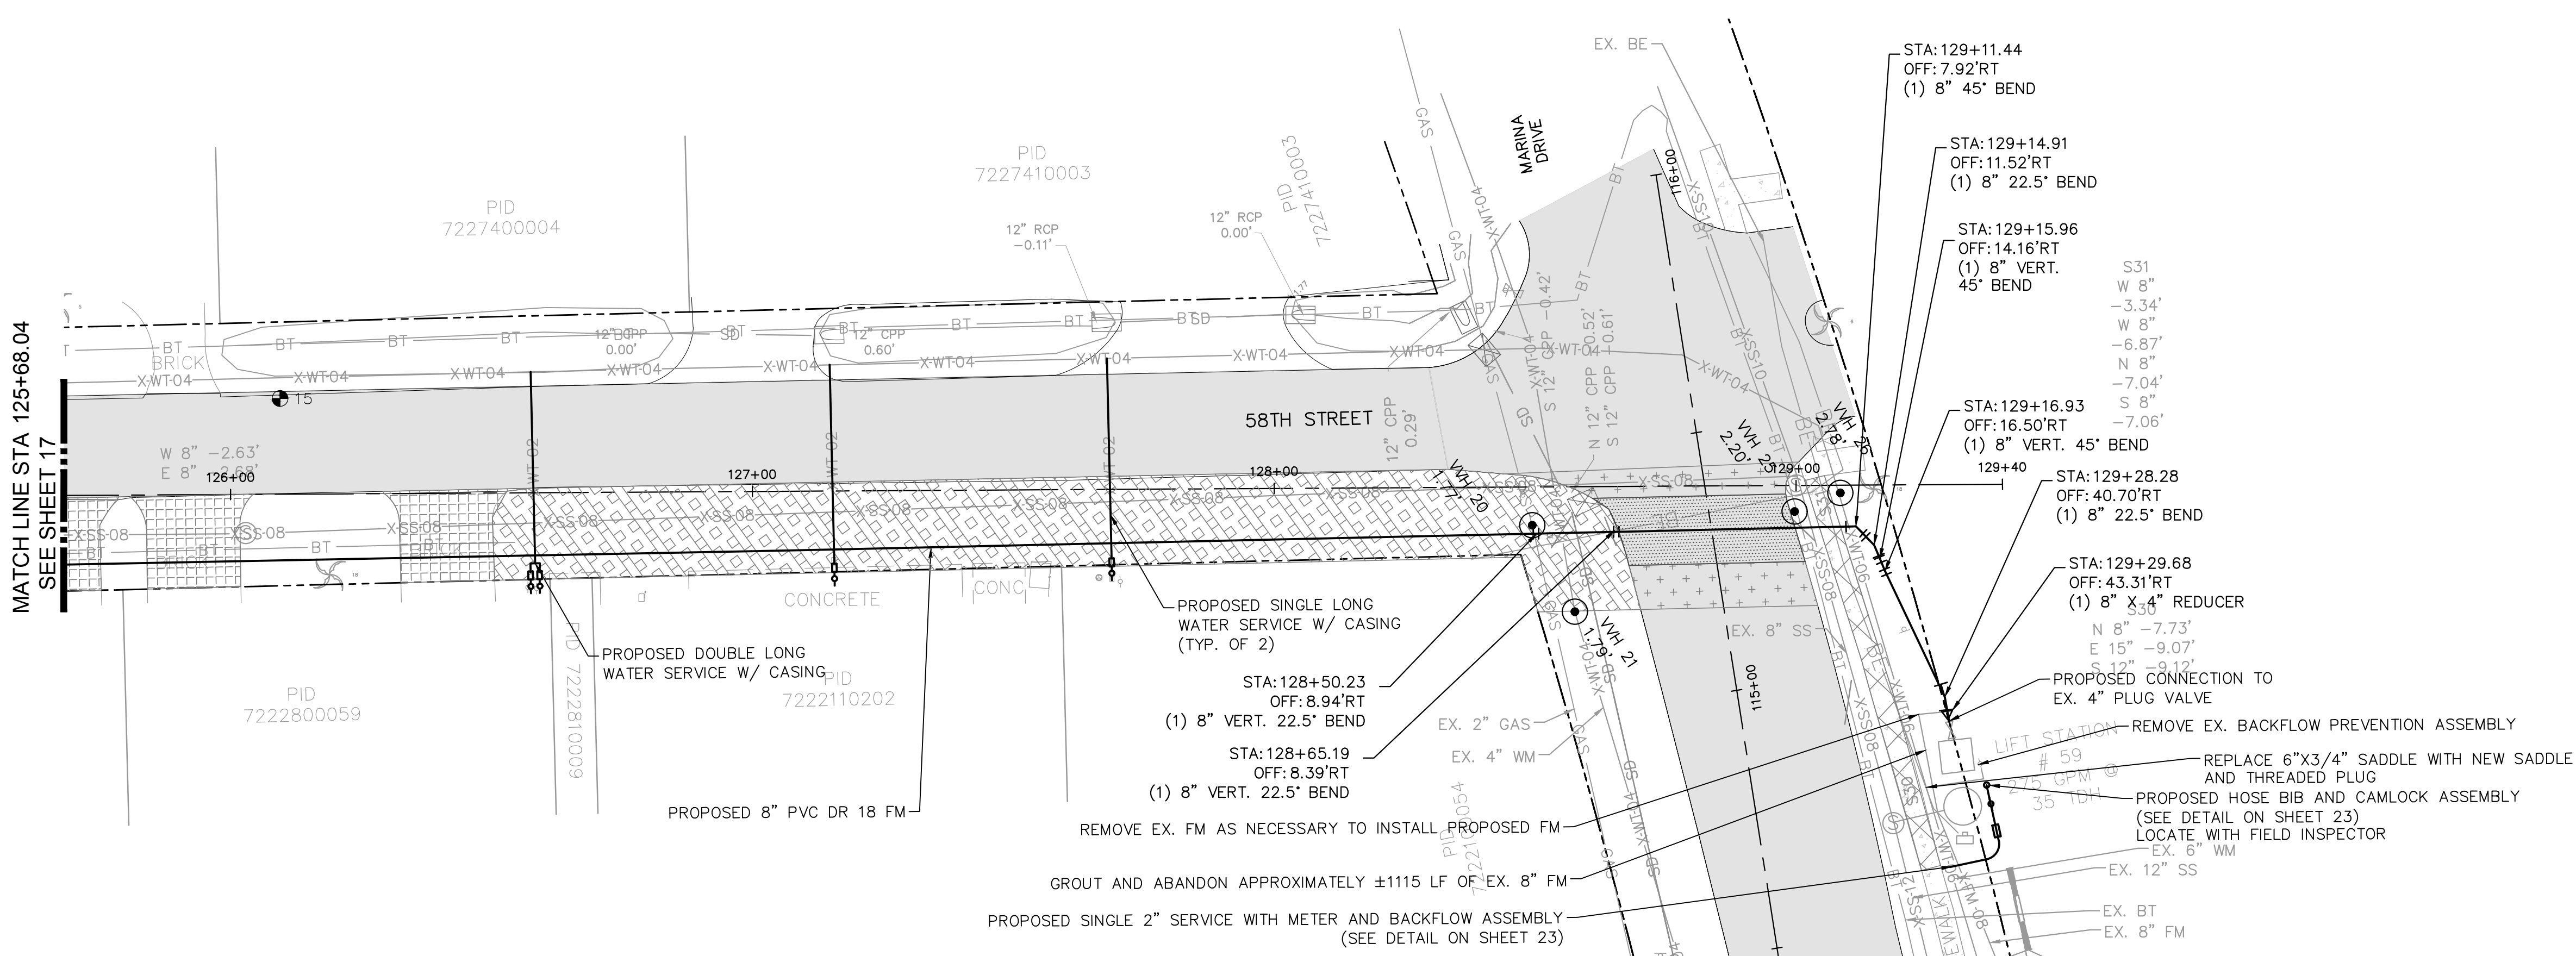 MATCH LINE STA 125+68.04
SEE SHEET 17
PID
7227400004
PID
7227410003
PID
7227410003
12" RCP
-0.11'
12" RCP
0.00'
MARINA
DRIVE
EX. BE
116+00
STA:129+11.44
OFF:7.92'RT
(1) 8" 45° BEND
STA:129+14.91
OFF:11.52'RT
(1) 8" 22.5° BEND
STA:129+15.96
OFF:14.16'RT
(1) 8" VERT.
45° BEND
S31
W 8"
-3.34'
W 8"
-6.87'
N 8"
-7.04'
S 8"
-7.06'
STA:129+16.93
OFF:16.50'RT
(1) 8" VERT. 45° BEND
129+40
STA:129+28.28
OFF:40.70'RT
(1) 8" 22.5° BEND
STA:129+29.68
OFF:43.31'RT
(1) 8" X 4" REDUCER
S30
N 8" -7.73'
E 15" -9.07'
S 12" -9.12'
PROPOSED CONNECTION TO
EX. 4" PLUG VALVE
REMOVE EX. BACKFLOW PREVENTION ASSEMBLY
LIFT STATION
# 59
275 GPM @
35 TDH
REPLACE 6"X3/4" SADDLE WITH NEW SADDLE
AND THREADED PLUG
PROPOSED HOSE BIB AND CAMLOCK ASSEMBLY
(SEE DETAIL ON SHEET 23)
LOCATE WITH FIELD INSPECTOR
EX. 6" WM
EX. 12" SS
EX. BT
EX. 8" FM
BRICK
12" CPP
0.00'
12" CPP
0.60'
15
58TH STREET
12" CPP
0.29'
S 12" CPP -0.42'
N 12" CPP -0.52'
S 12" CPP -0.61'
W 8" -2.63'
E 8" -2.68'
126+00
127+00
128+00
129+00
VVH 20
1.77'
VVH 25
2.20'
VVH 26
2.78'
VVH 21
1.79'
115+00
EX. 8" SS
CONCRETE
CONC
PROPOSED DOUBLE LONG
WATER SERVICE W/ CASING
PROPOSED SINGLE LONG
WATER SERVICE W/ CASING
(TYP. OF 2)
PID
7222800059
PID 7222810009
PID
7222110202
STA:128+50.23
OFF:8.94'RT
(1) 8" VERT. 22.5° BEND
STA:128+65.19
OFF:8.39'RT
(1) 8" VERT. 22.5° BEND
EX. 2" GAS
EX. 4" WM
PID
7222100054
PROPOSED 8" PVC DR 18 FM
REMOVE EX. FM AS NECESSARY TO INSTALL PROPOSED FM
GROUT AND ABANDON APPROXIMATELY ±1115 LF OF EX. 8" FM
PROPOSED SINGLE 2" SERVICE WITH METER AND BACKFLOW ASSEMBLY
(SEE DETAIL ON SHEET 23)